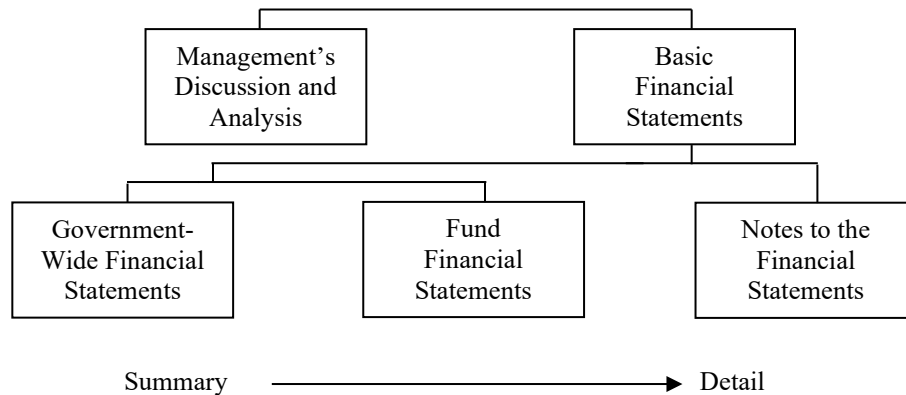 Management’s
Discussion and
Analysis
Basic
Financial
Statements
Government-
Wide Financial
Statements
Fund
Financial
Statements
Notes to the
Financial
Statements
Summary
Detail